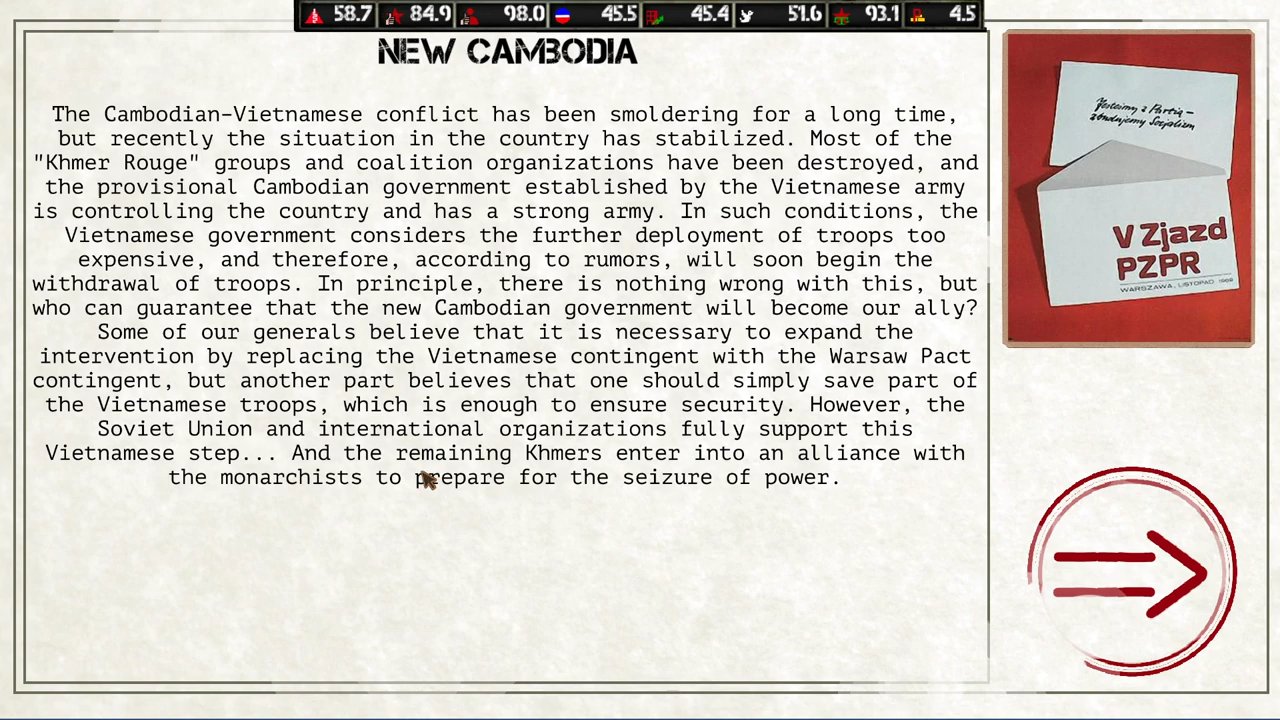 58.7 84.9 98.0 45.5 45.4 51.6 93.1 4.5
NEW CAMBODIA
The Cambodian-Vietnamese conflict has been smoldering for a long time,
but recently the situation in the country has stabilized. Most of the
"Khmer Rouge" groups and coalition organizations have been destroyed, and
the provisional Cambodian government established by the Vietnamese army
is controlling the country and has a strong army. In such conditions, the
Vietnamese government considers the further deployment of troops too
expensive, and therefore, according to rumors, will soon begin the
withdrawal of troops. In principle, there is nothing wrong with this, but
who can guarantee that the new Cambodian government will become our ally?
Some of our generals believe that it is necessary to expand the
intervention by replacing the Vietnamese contingent with the Warsaw Pact
contingent, but another part believes that one should simply save part of
the Vietnamese troops, which is enough to ensure security. However, the
Soviet Union and international organizations fully support this
Vietnamese step... And the remaining Khmers enter into an alliance with
the monarchists to prepare for the seizure of power.
Jesteśmy z Partią –
zbudujemy Socjalizm
V Zjazd
PZPR
WARSZAWA, LISTOPAD 1968